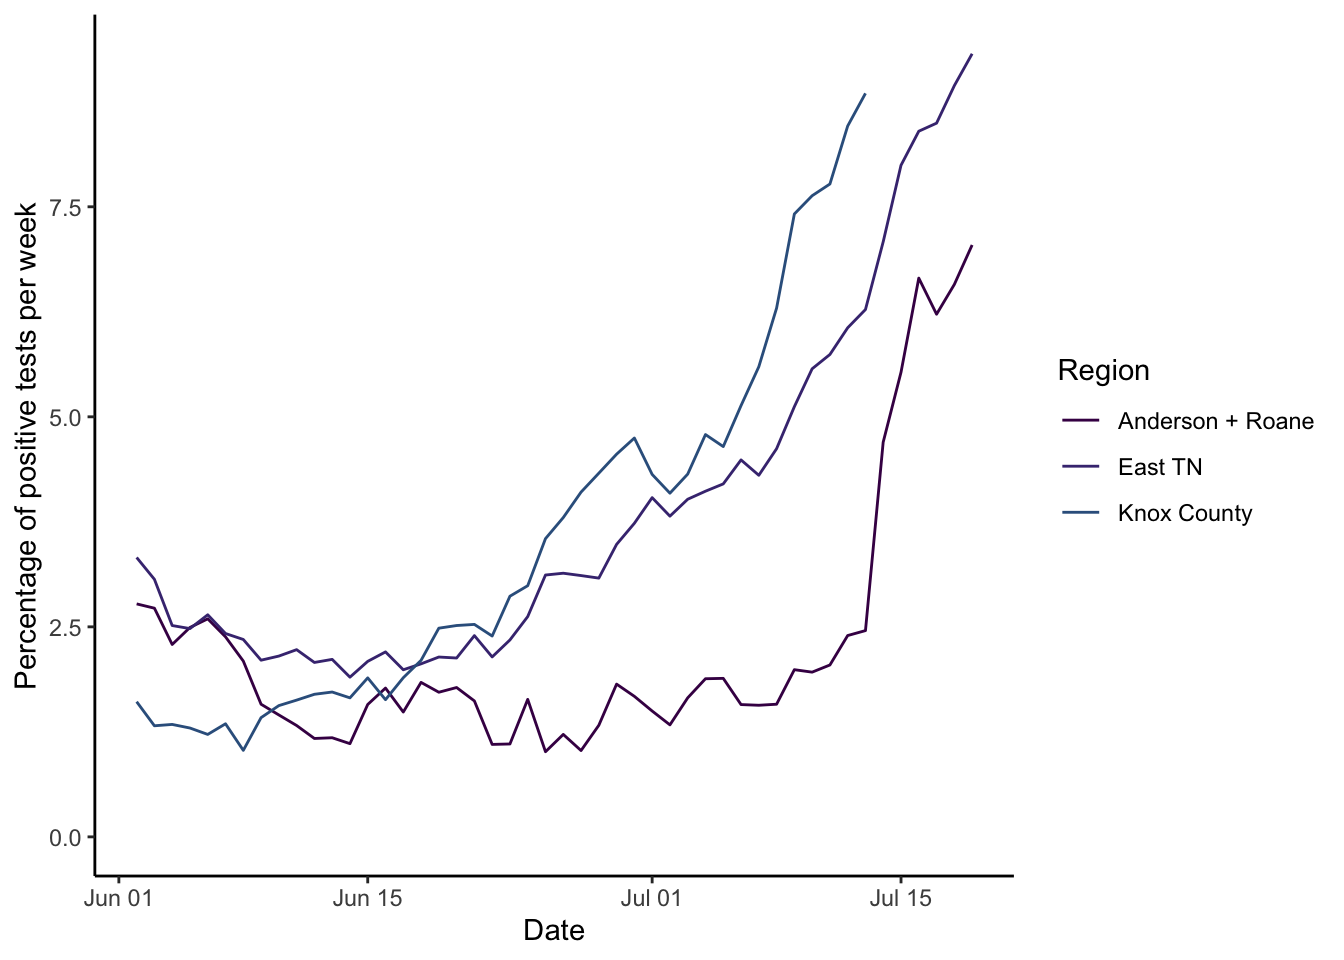 Percentage of positive tests per week
7.5
5.0
2.5
0.0
Jun 01
Jun 15
Jul 01
Jul 15
Date
Region
Anderson + Roane
East TN
Knox County